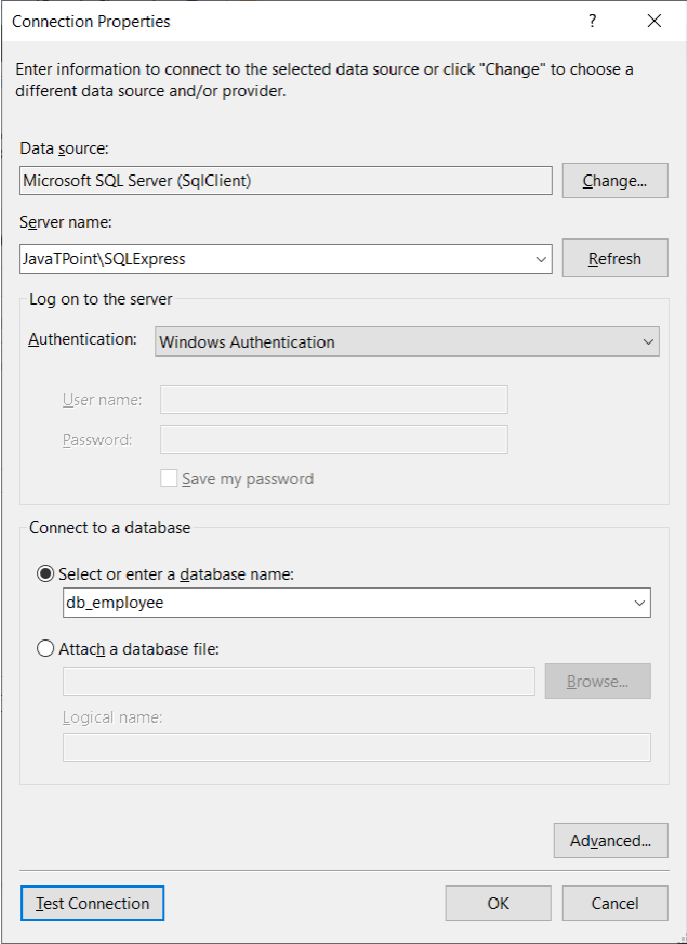 Connection Properties
?
Enter information to connect to the selected data source or click "Change" to choose a
different data source and/or provider.
Data source:
Microsoft SQL Server (SqlClient)
Change...
Server name:
JavaTPoint\SQLExpress
Refresh
Log on to the server
Authentication:
Windows Authentication
User name:
Password:
Save my password
Connect to a database
Select or enter a database name:
db_employee
Attach a database file:
Browse...
Logical name:
Advanced...
Test Connection
OK
Cancel